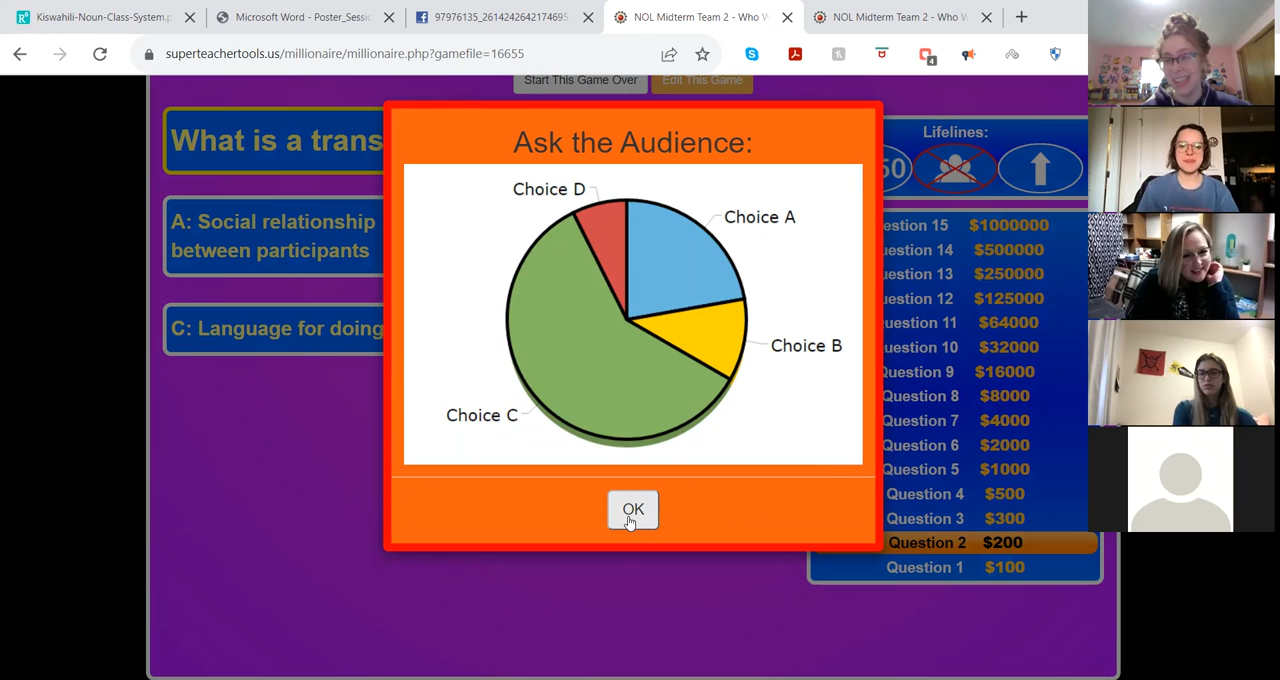 Kiswahili-Noun-Class-System.p
Microsoft Word - Poster_Sessi
97976135_2614242642174695
NOL Midterm Team 2 - Who W
NOL Midterm Team 2 - Who W
superteachertools.us/millionaire/millionaire.php?gamefile=16655
4
Start This Game Over
Edit This Game
What is a trans
Ask the Audience:
Lifelines:
50
A: Social relationship
between participants
C: Language for doing
Choice D
Choice A
Choice B
Choice C
OK
estion 15 $1000000
uestion 14 $500000
uestion 13 $250000
uestion 12 $125000
uestion 11 $64000
uestion 10 $32000
Question 9 $16000
Question 8 $8000
Question 7 $4000
Question 6 $2000
Question 5 $1000
Question 4 $500
Question 3 $300
Question 2 $200
Question 1 $100